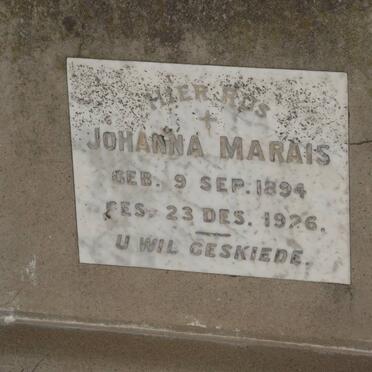 HIER RUS
JOHANNA MARAIS
GEB. 9 SEP. 1894
GES. 23 DES. 1926.
U WIL GESKIEDE.